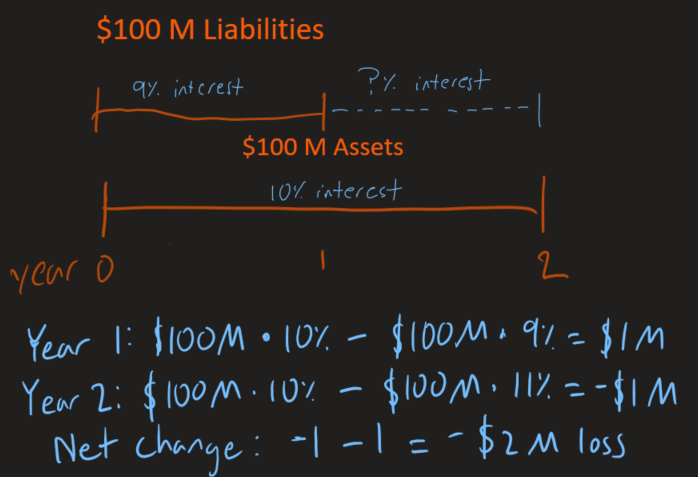 $100 M Liabilities
9% interest
?% interest
$100 M Assets
10% interest
year 0 1 2
Year 1: $100M · 10% - $100M · 9% = $1M
Year 2: $100M · 10% - $100M · 11% = -$1M
Net change: -1 - 1 = -$2M loss